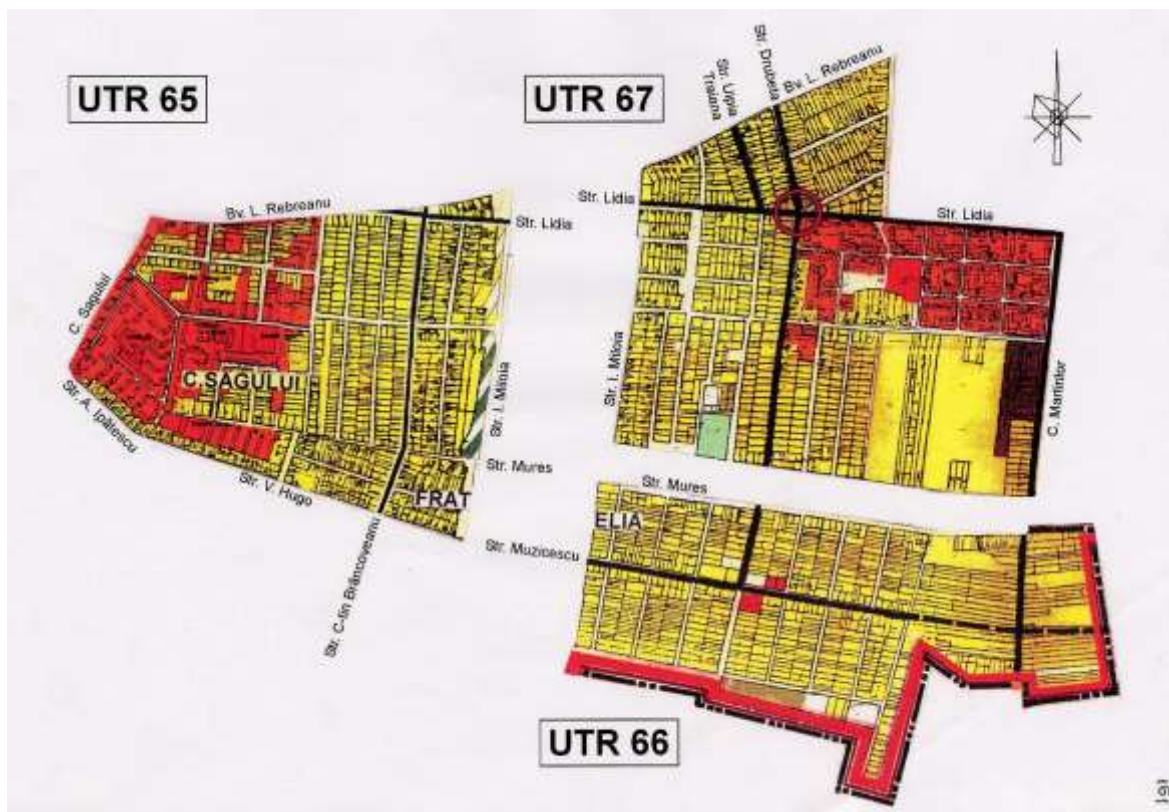 UTR 65
UTR 67
Str. Ulpia
Traiana
Str. Drubeta
Bv. L. Rebreanu
Bv. L. Rebreanu
Str. Lidia
Str. Lidia
Str. Lidia
C. Sagului
C.SAGULUI
Str. A. Ipătescu
Str. V. Hugo
Str. I. Miloia
Str. Mures
FRAT
Str. C-tin Brâncoveanu
Str. I. Miloia
C. Martirilor
Str. Mures
ELIA
Str. Muzicescu
UTR 66